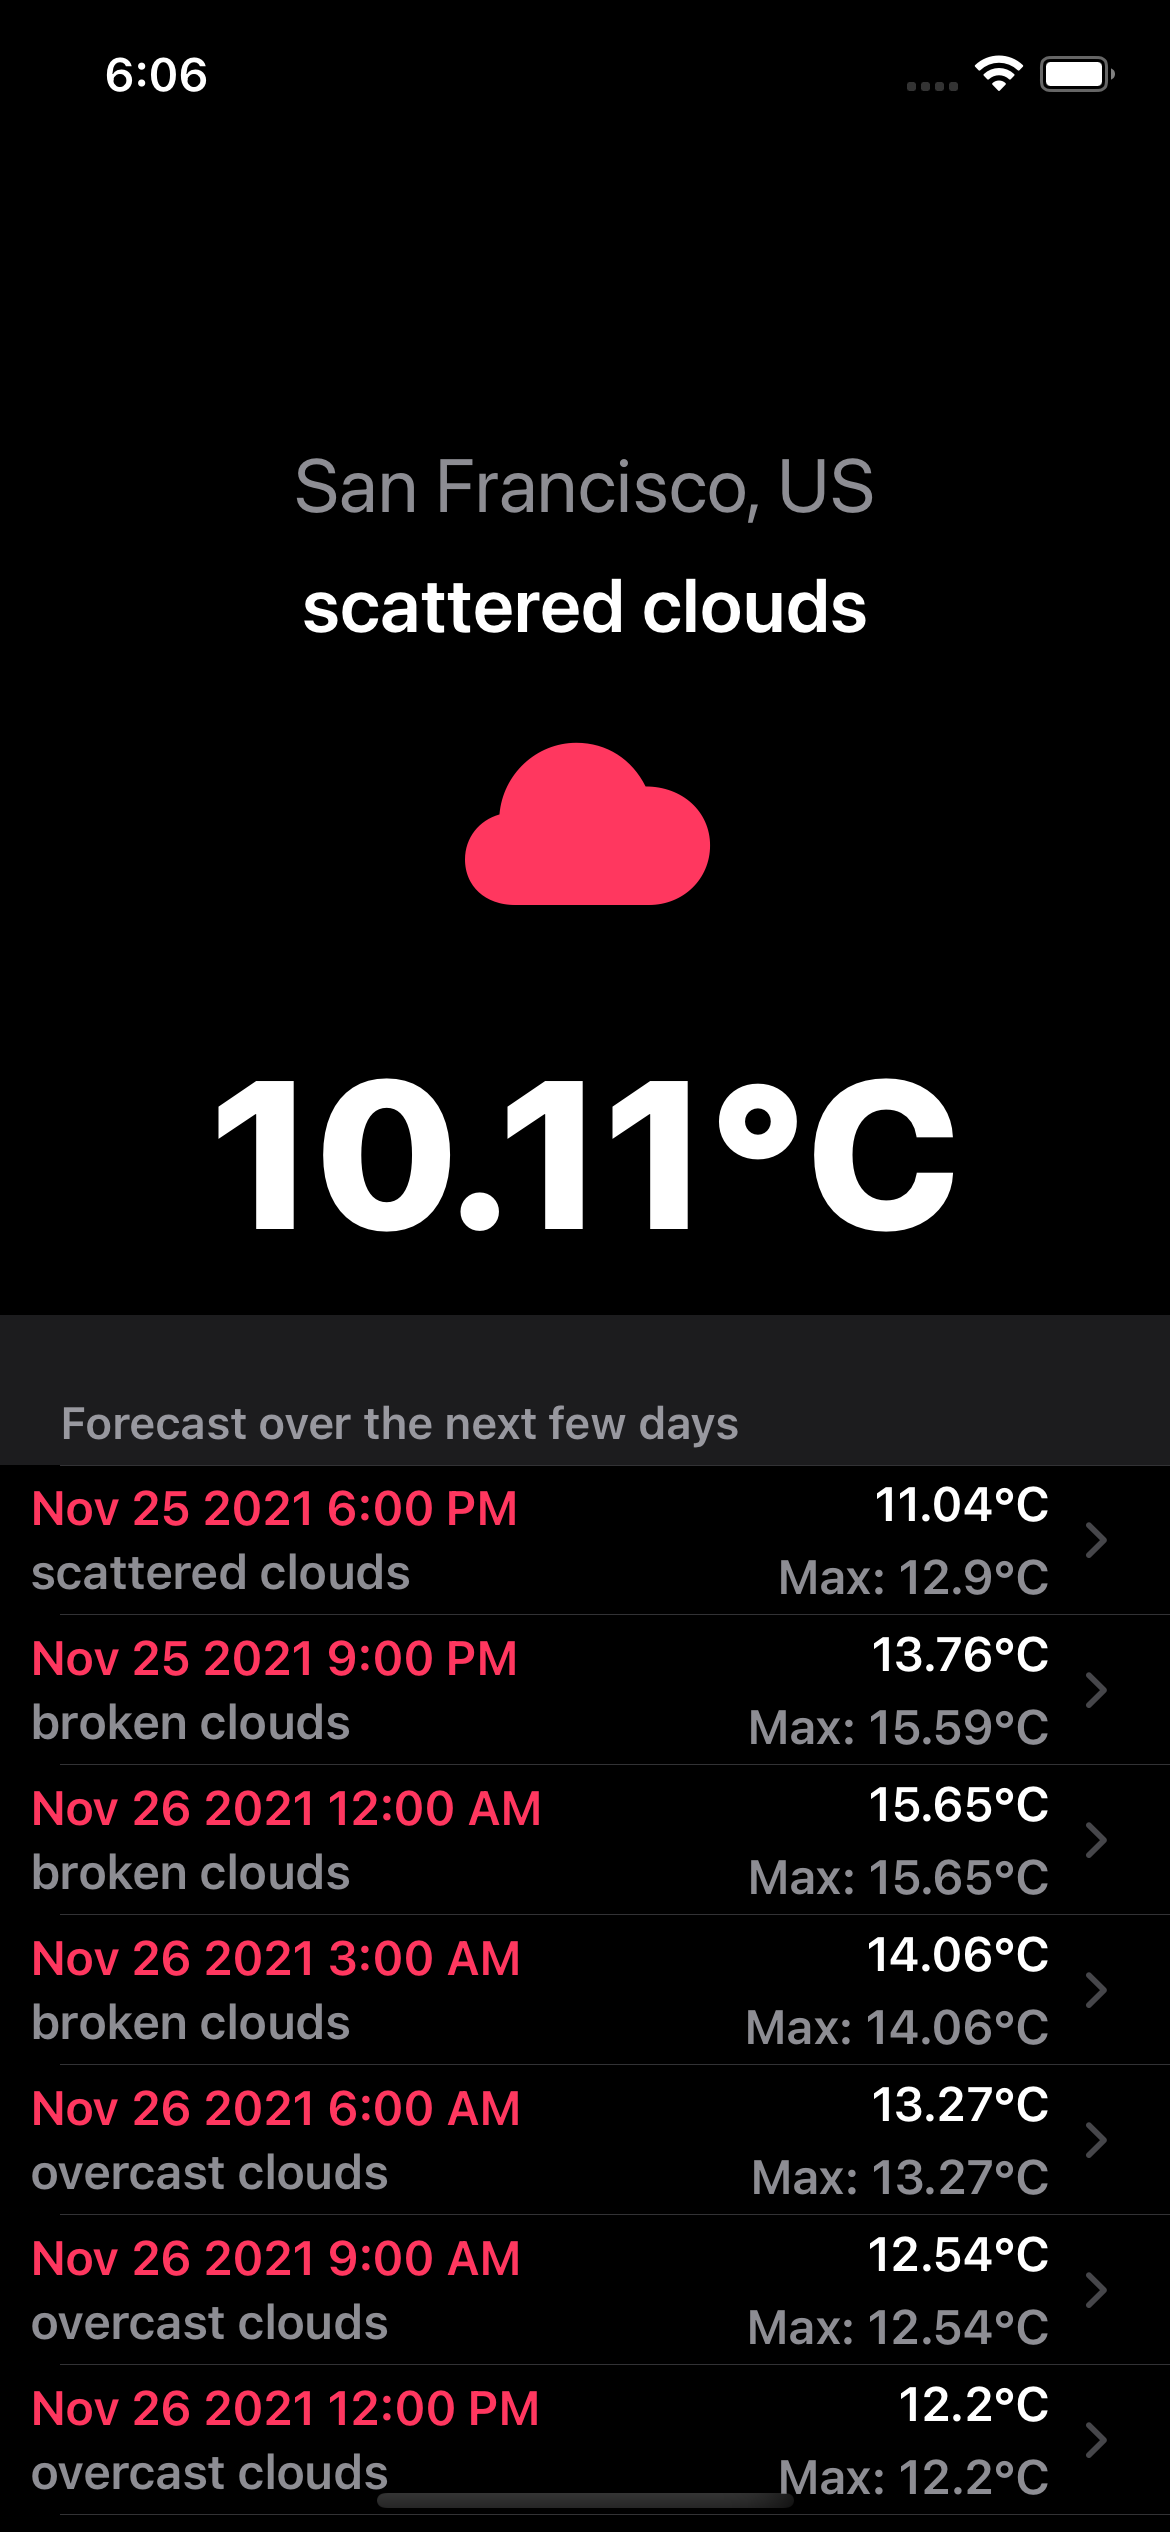 6:06
San Francisco, US
scattered clouds
10.11°C
Forecast over the next few days
Nov 25 2021 6:00 PM
11.04°C
scattered clouds
Max: 12.9°C
Nov 25 2021 9:00 PM
13.76°C
broken clouds
Max: 15.59°C
Nov 26 2021 12:00 AM
15.65°C
broken clouds
Max: 15.65°C
Nov 26 2021 3:00 AM
14.06°C
broken clouds
Max: 14.06°C
Nov 26 2021 6:00 AM
13.27°C
overcast clouds
Max: 13.27°C
Nov 26 2021 9:00 AM
12.54°C
overcast clouds
Max: 12.54°C
Nov 26 2021 12:00 PM
12.2°C
overcast clouds
Max: 12.2°C